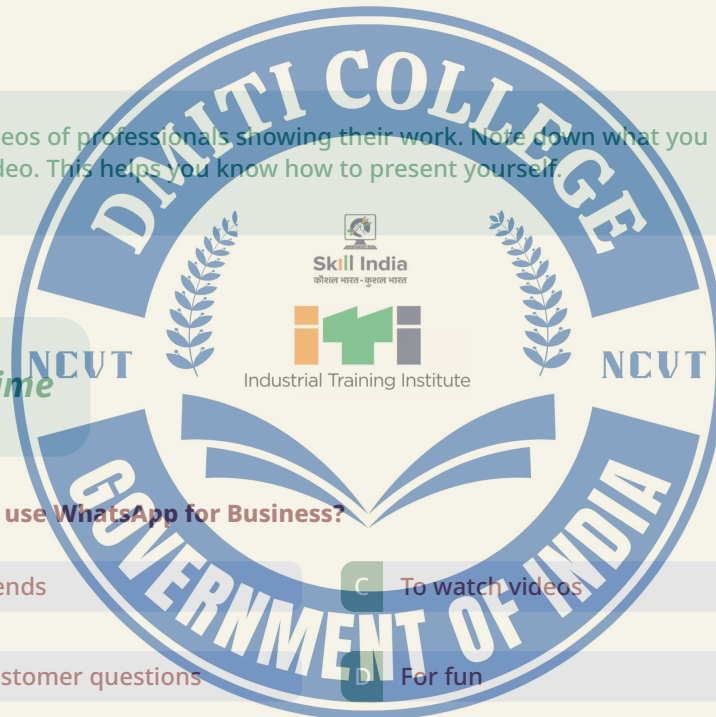 DMITI COLLEGE
eos of professionals showing their work. Note down what you
deo. This helps you know how to present yourself.
Skill India
कौशल भारत-कुशल भारत
Industrial Training Institute
NCVT
NCVT
ime
use WhatsApp for Business?
ends
C To watch videos
stomer questions
D For fun
GOVERNMENT OF INDIA